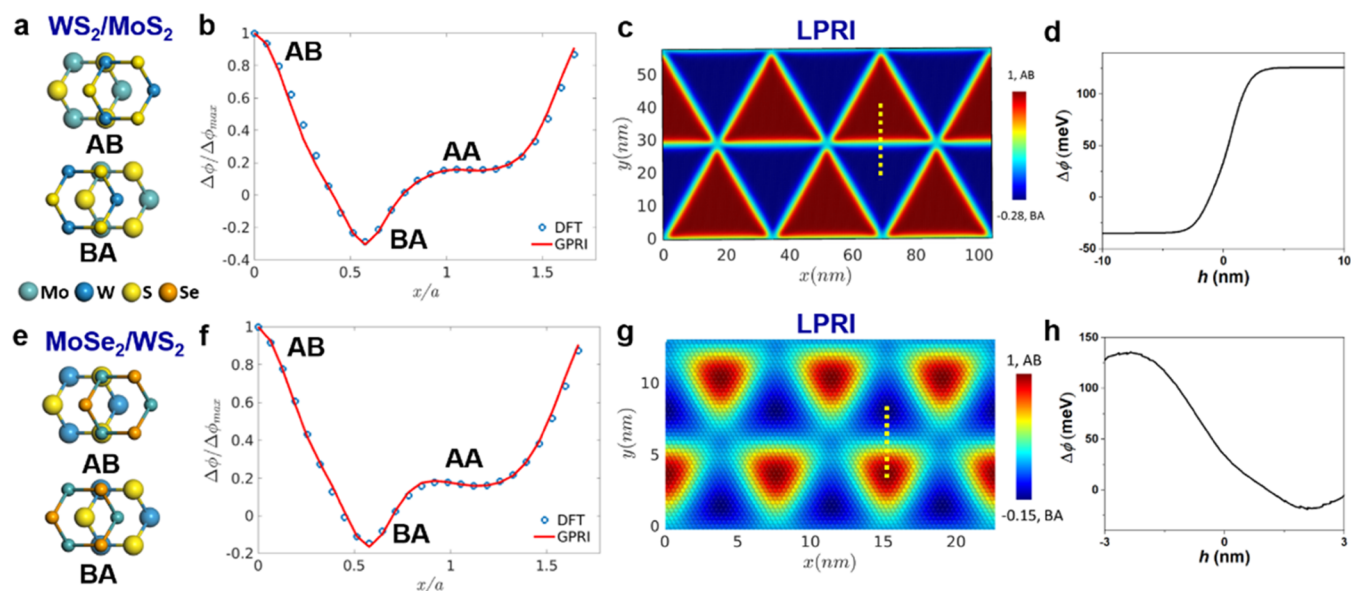 a
WS2/MoS2
AB
BA
Mo W S Se
b
Δϕ/Δϕmax
1
0.8
0.6
0.4
0.2
0
-0.2
-0.4
AB
AA
BA
DFT
GPRI
0 0.5 1 1.5
x/a
c
LPRI
y(nm)
50
40
30
20
10
0
0 20 40 60 80 100
x(nm)
1, AB
-0.28, BA
d
Δϕ (meV)
100
50
0
-50
-10 0 10
h (nm)
e
MoSe2/WS2
AB
BA
f
Δϕ/Δϕmax
1
0.8
0.6
0.4
0.2
0
-0.2
AB
AA
BA
DFT
GPRI
0 0.5 1 1.5
x/a
g
LPRI
y(nm)
10
5
0
0 5 10 15 20
x(nm)
1, AB
-0.15, BA
h
Δϕ (meV)
150
100
50
0
-3 0 3
h (nm)